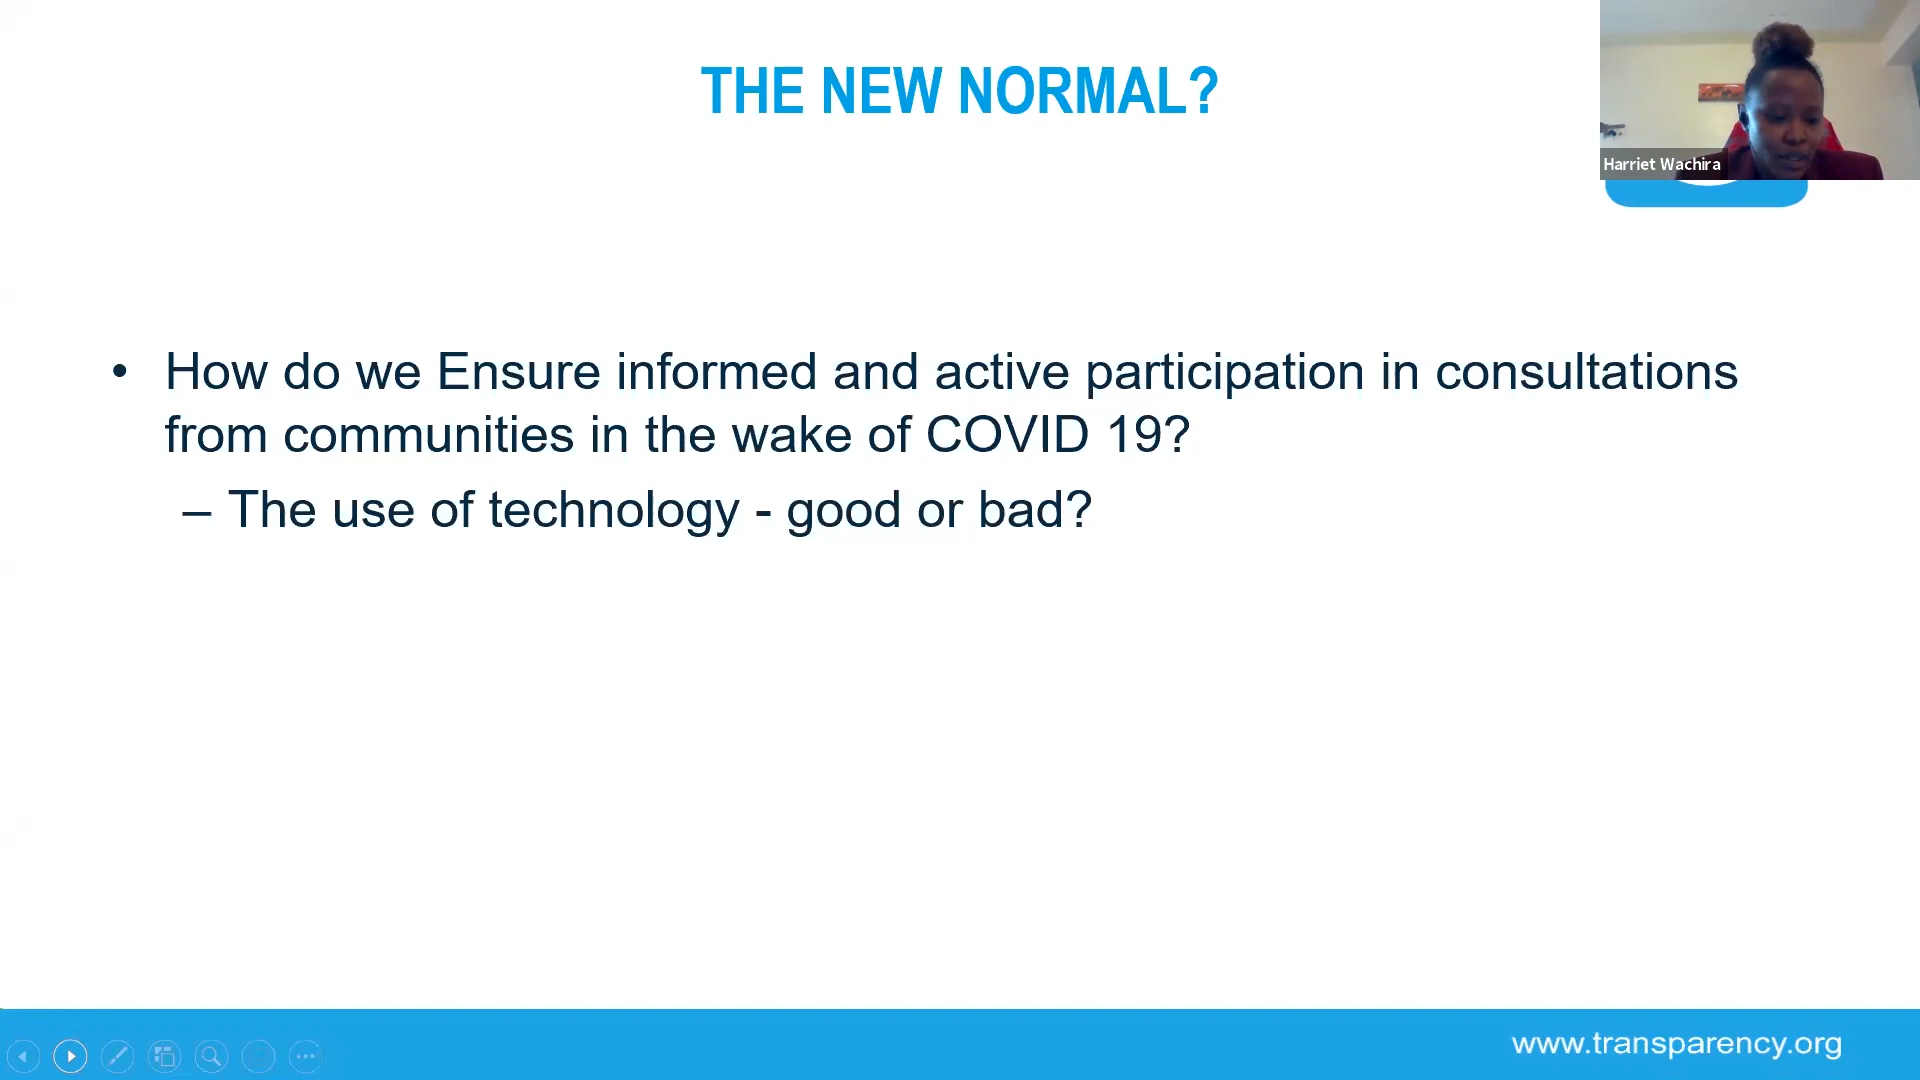 THE NEW NORMAL?
Harriet Wachira
• How do we Ensure informed and active participation in consultations
from communities in the wake of COVID 19?
– The use of technology - good or bad?
www.transparency.org